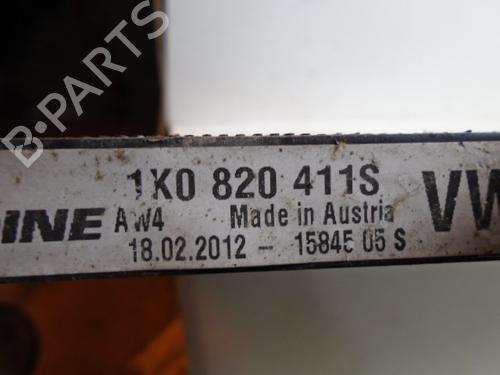 B-PARTS
1K0 820 411S
INE AW4 Made in Austria VW
18.02.2012 - 15845 05 S